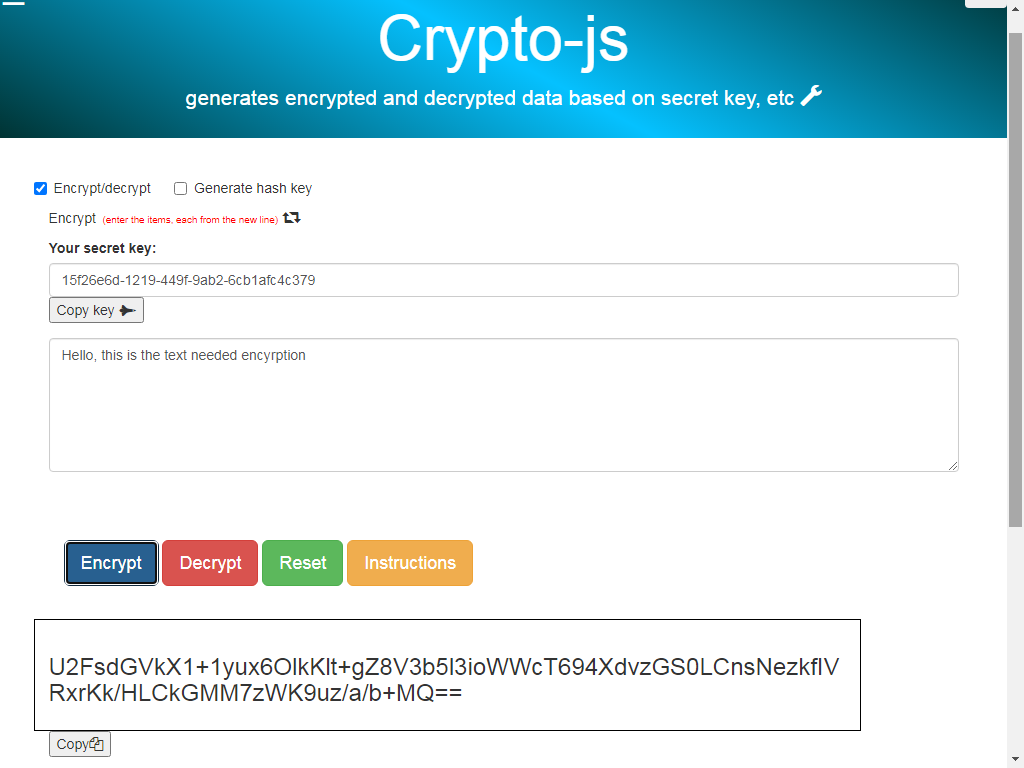 Crypto-js
generates encrypted and decrypted data based on secret key, etc
Encrypt/decrypt Generate hash key
Encrypt (enter the items, each from the new line)
Your secret key:
15f26e6d-1219-449f-9ab2-6cb1afc4c379
Copy key
Hello, this is the text needed encyrption
Encrypt Decrypt Reset Instructions
U2FsdGVkX1+1yux6OlkKlt+gZ8V3b5I3ioWWcT694XdvzGS0LCnsNezkfIV
RxrKk/HLCkGMM7zWK9uz/a/b+MQ==
Copy